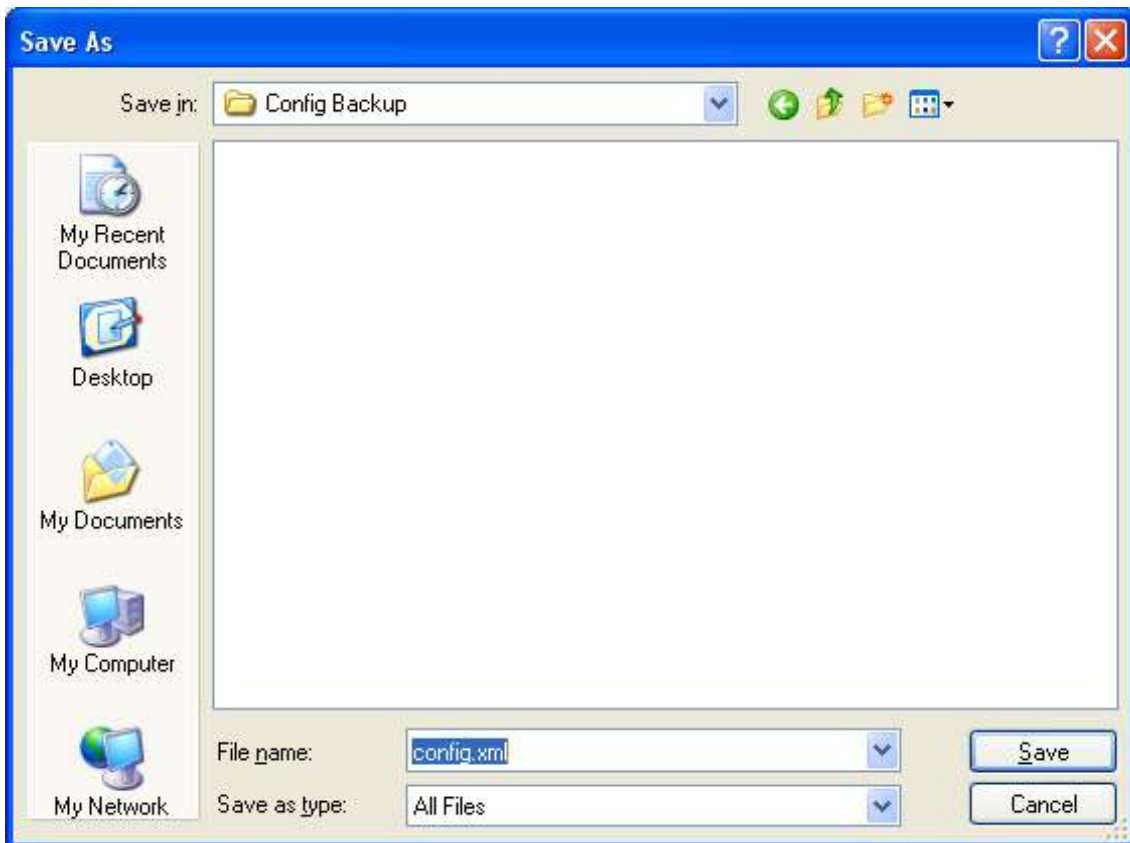 Save As
Save in: Config Backup
My Recent
Documents
Desktop
My Documents
My Computer
My Network
File name: config.xml Save
Save as type: All Files Cancel